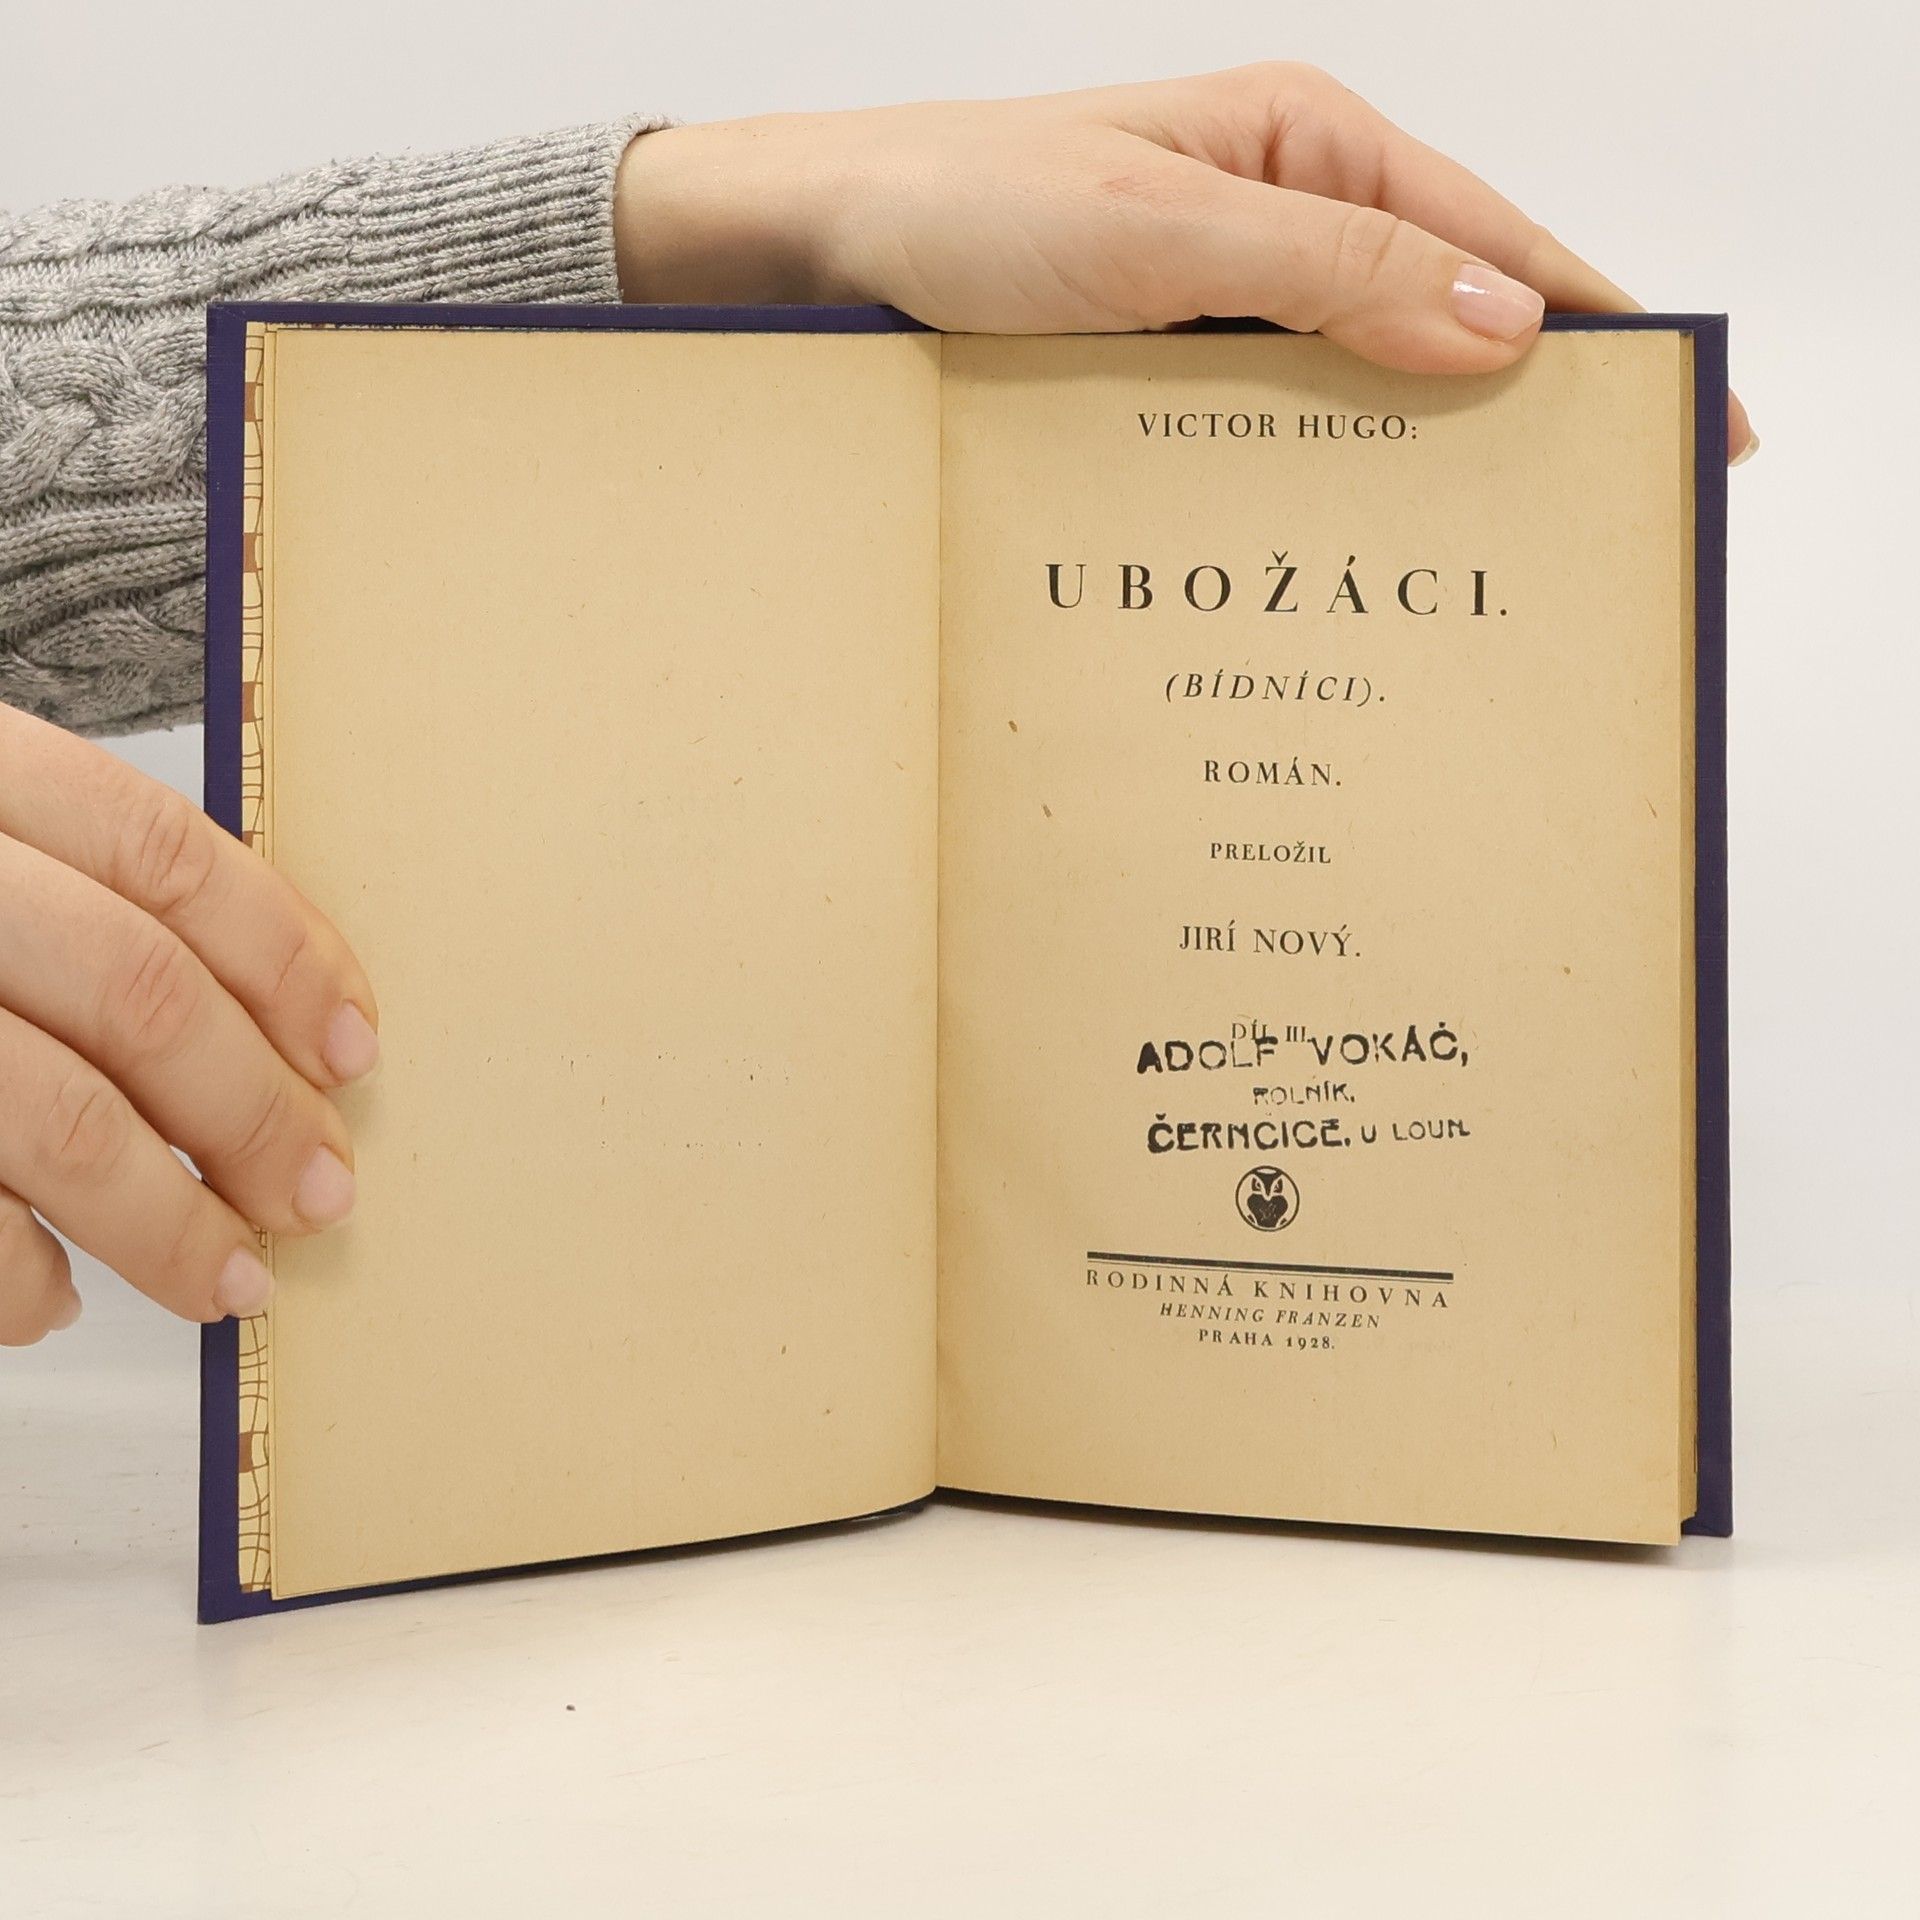 VICTOR HUGO:
UBOŽÁCI.
(BÍDNÍCI).
ROMÁN.
PRELOŽIL
JIRÍ NOVÝ.
DÍL III.
ADOLF VOKÁČ,
ROLNÍK,
ČERNČICE, U LOUN.
RODINNÁ KNIHOVNA
HENNING FRANZEN
PRAHA 1928.